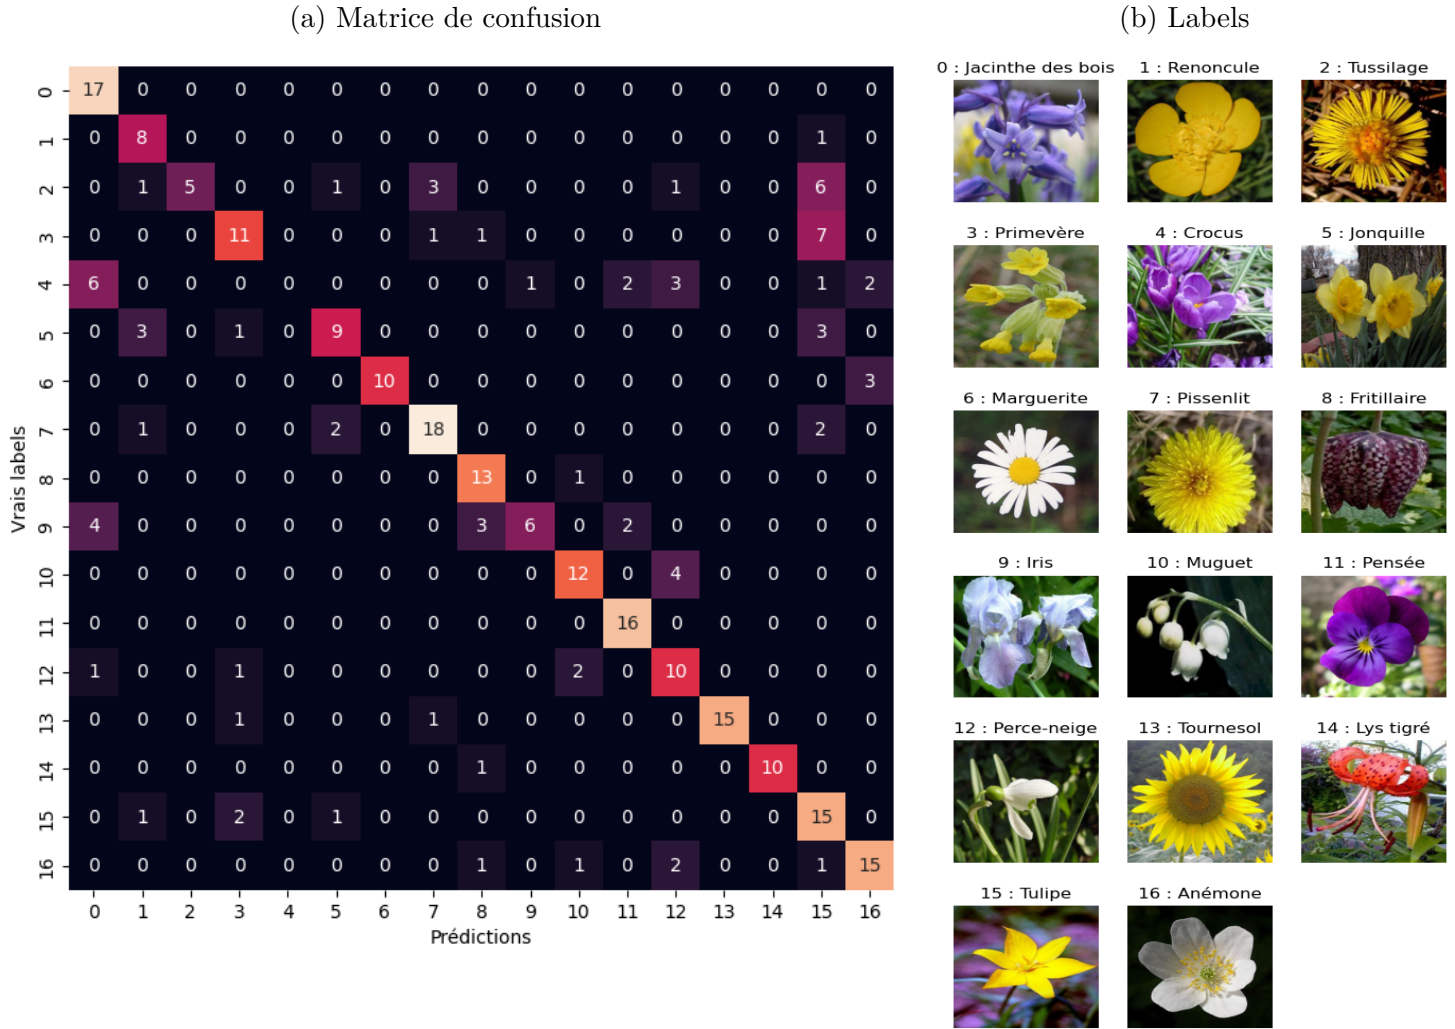 (a) Matrice de confusion
0 17 0 0 0 0 0 0 0 0 0 0 0 0 0 0 0 0
1 0 8 0 0 0 0 0 0 0 0 0 0 0 0 0 1 0
2 0 1 5 0 0 1 0 3 0 0 0 0 1 0 0 6 0
3 0 0 0 11 0 0 0 1 1 0 0 0 0 0 0 7 0
4 6 0 0 0 0 0 0 0 0 1 0 2 3 0 0 1 2
5 0 3 0 1 0 9 0 0 0 0 0 0 0 0 0 3 0
6 0 0 0 0 0 0 10 0 0 0 0 0 0 0 0 0 3
7 0 1 0 0 0 2 0 18 0 0 0 0 0 0 0 2 0
8 0 0 0 0 0 0 0 0 13 0 1 0 0 0 0 0 0
9 4 0 0 0 0 0 0 0 3 6 0 2 0 0 0 0 0
10 0 0 0 0 0 0 0 0 0 0 12 0 4 0 0 0 0
11 0 0 0 0 0 0 0 0 0 0 0 16 0 0 0 0 0
12 1 0 0 1 0 0 0 0 0 0 2 0 10 0 0 0 0
13 0 0 0 1 0 0 0 1 0 0 0 0 0 15 0 0 0
14 0 0 0 0 0 0 0 0 1 0 0 0 0 0 10 0 0
15 0 1 0 2 0 1 0 0 0 0 0 0 0 0 0 15 0
16 0 0 0 0 0 0 0 0 1 0 1 0 2 0 0 1 15
0 1 2 3 4 5 6 7 8 9 10 11 12 13 14 15 16
Vrais labels
Prédictions
(b) Labels
0 : Jacinthe des bois
1 : Renoncule
2 : Tussilage
3 : Primevère
4 : Crocus
5 : Jonquille
6 : Marguerite
7 : Pissenlit
8 : Fritillaire
9 : Iris
10 : Muguet
11 : Pensée
12 : Perce-neige
13 : Tournesol
14 : Lys tigré
15 : Tulipe
16 : Anémone